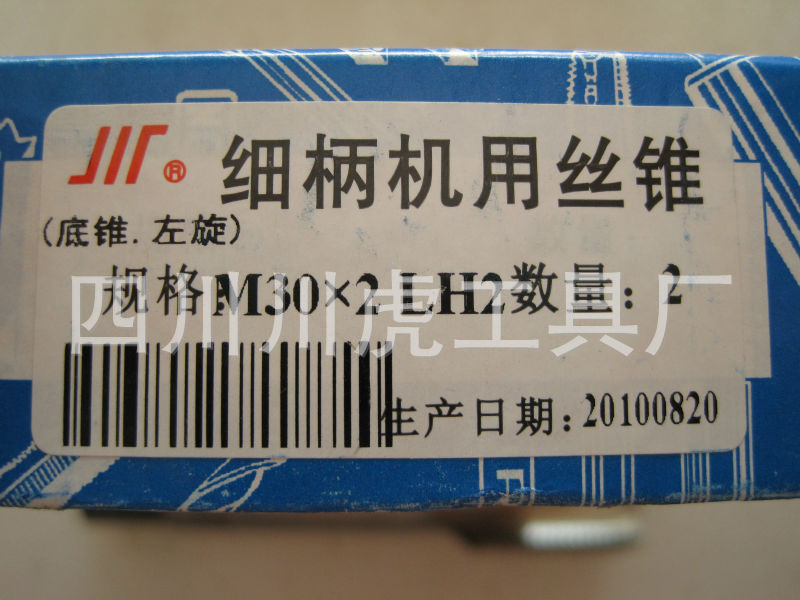 JIT® 细柄机用丝锥
(底锥.左旋)
规格:M30×2 LH2 数量:2
四川川虎工具厂
生产日期:20100820